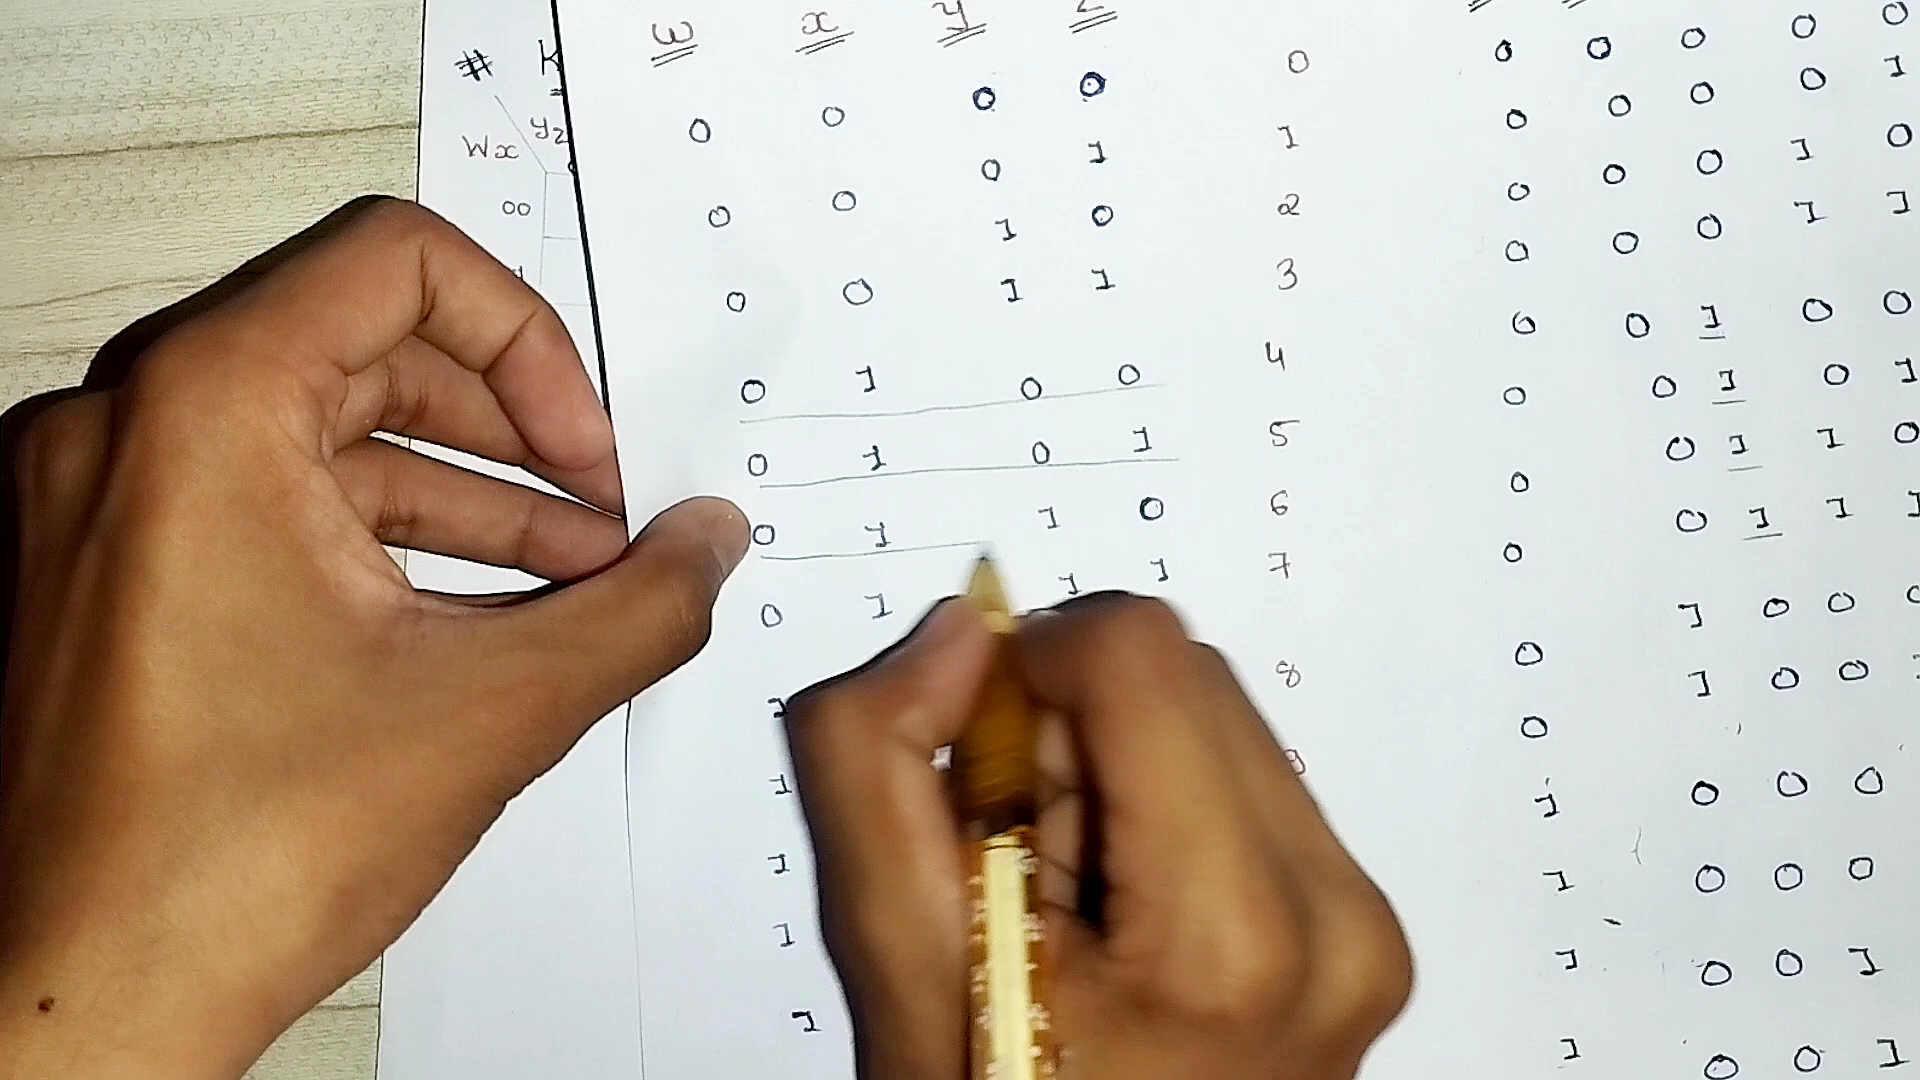 # K
yz
Wx
00
w x y z
0 0 0 0 0 0 0 0 0 0
0 0 0 1 1 0 0 0 0 1
0 0 1 0 2 0 0 0 1 0
0 0 1 1 3 0 0 0 1 1
0 1 0 0 4 0 0 1 0 0
0 1 0 1 5 0 0 1 0 1
0 1 1 0 6 0 0 1 1 0
0 1 1 1 7 0 0 1 1 1
1 8 0 1 0 0
1 9 0 1 0 0
1 1 0 0 0
1 1 0 0 0
1 1 0 0 1
1 0 0 1